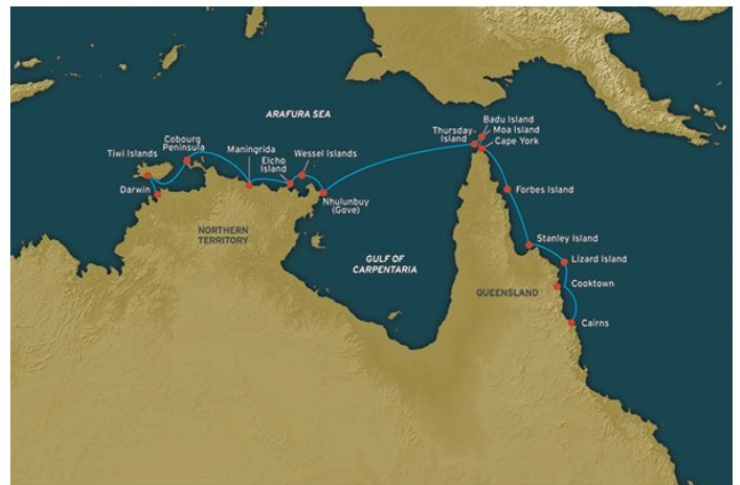 ARAFURA SEA
Badu Island
Moa Island
Thursday
Island
Cape York
Cobourg
Peninsula
Tiwi Islands
Maningrida
Elcho
Island
Wessel Islands
Darwin
Nhulunbuy
(Gove)
Forbes Island
NORTHERN
TERRITORY
Stanley Island
GULF OF
CARPENTARIA
Lizard Island
Cooktown
QUEENSLAND
Cairns